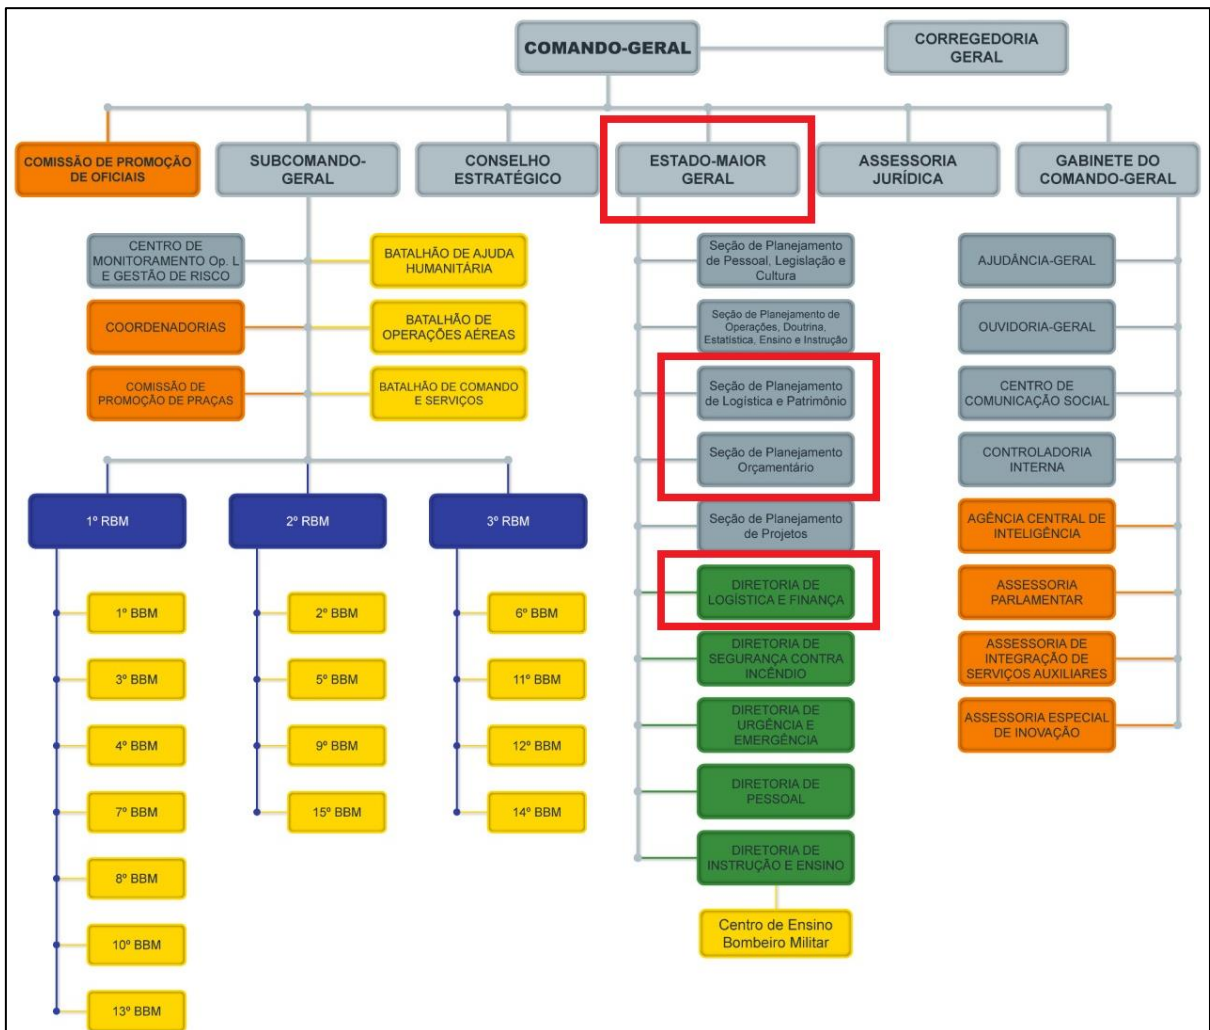 COMANDO-GERAL
CORREGEDORIA
GERAL
COMISSÃO DE PROMOÇÃO
DE OFICIAIS
SUBCOMANDO-
GERAL
CONSELHO
ESTRATÉGICO
ESTADO-MAIOR
GERAL
ASSESSORIA
JURÍDICA
GABINETE DO
COMANDO-GERAL
CENTRO DE
MONITORAMENTO Op. L
E GESTÃO DE RISCO
BATALHÃO DE AJUDA
HUMANITÁRIA
COORDENADORIAS
BATALHÃO DE
OPERAÇÕES AÉREAS
COMISSÃO DE
PROMOÇÃO DE PRAÇAS
BATALHÃO DE COMANDO
E SERVIÇOS
1º RBM
2º RBM
3º RBM
1º BBM
3º BBM
4º BBM
7º BBM
8º BBM
10º BBM
13º BBM
2º BBM
5º BBM
9º BBM
15º BBM
6º BBM
11º BBM
12º BBM
14º BBM
Seção de Planejamento
de Pessoal, Legislação e
Cultura
Seção de Planejamento de
Operações, Doutrina,
Estatística, Ensino e Instrução
Seção de Planejamento
de Logística e Patrimônio
Seção de Planejamento
Orçamentário
Seção de Planejamento
de Projetos
DIRETORIA DE
LOGÍSTICA E FINANÇA
DIRETORIA DE
SEGURANÇA CONTRA
INCÊNDIO
DIRETORIA DE
URGÊNCIA E
EMERGÊNCIA
DIRETORIA DE
PESSOAL
DIRETORIA DE
INSTRUÇÃO E ENSINO
Centro de Ensino
Bombeiro Militar
AJUDÂNCIA-GERAL
OUVIDORIA-GERAL
CENTRO DE
COMUNICAÇÃO SOCIAL
CONTROLADORIA
INTERNA
AGÊNCIA CENTRAL DE
INTELIGÊNCIA
ASSESSORIA
PARLAMENTAR
ASSESSORIA DE
INTEGRAÇÃO DE
SERVIÇOS AUXILIARES
ASSESSORIA ESPECIAL
DE INOVAÇÃO